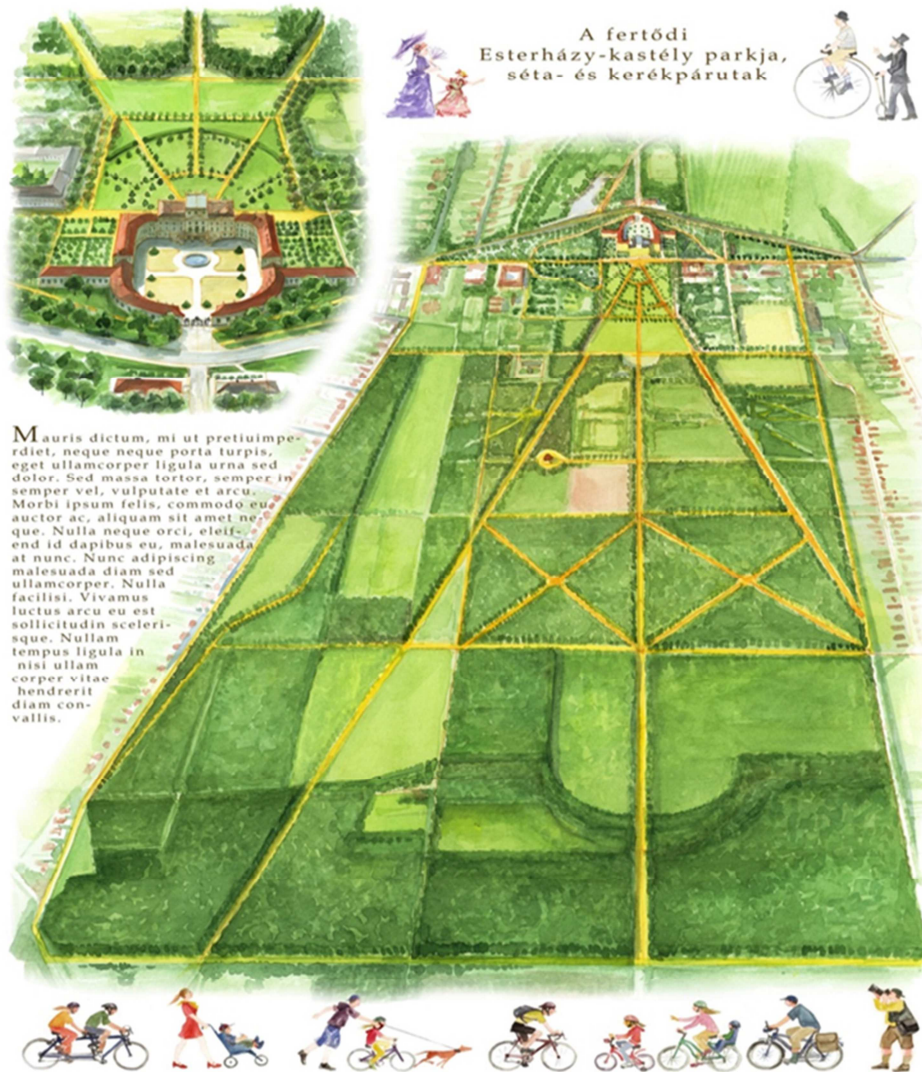 A fertődi
Esterházy-kastély parkja,
séta- és kerékpárutak
Mauris dictum, mi ut pretiuimpe-
rdiet, neque neque porta turpis,
eget ullamcorper ligula urna sed
dolor. Sed massa tortor, semper in
semper vel, vulputate et arcu.
Morbi ipsum felis, commodo eu
auctor ac, aliquam sit amet ne-
que. Nulla neque orci, eleif-
end id dapibus eu, malesuada
at nunc. Nunc adipiscing
malesuada diam sed
ullamcorper. Nulla
facilisi. Vivamus
luctus arcu eu est
sollicitudin sceleri-
sque. Nullam
tempus ligula in
nisi ullam
corper vitae
hendrerit
diam con-
vallis.